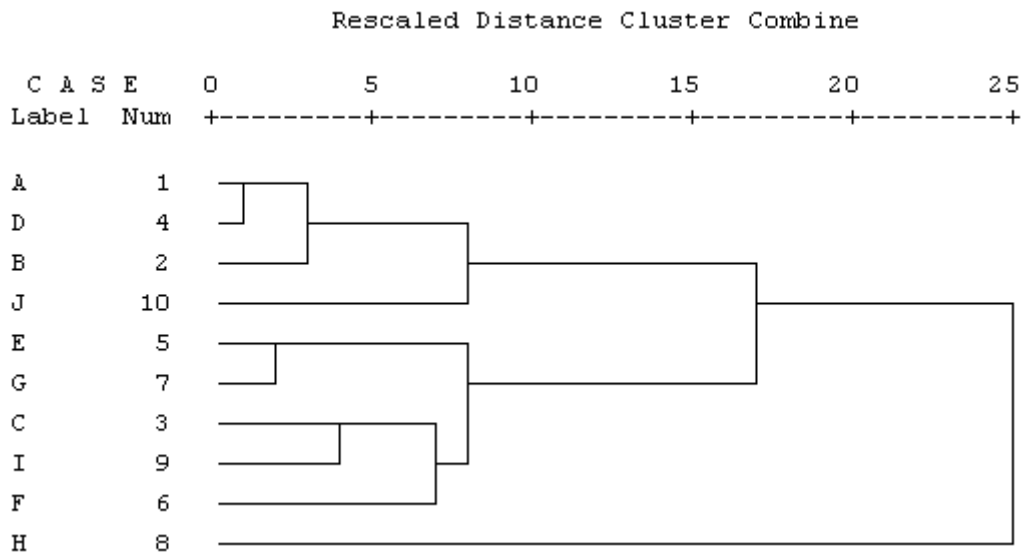 Rescaled Distance Cluster Combine
C A S E 0 5 10 15 20 25
Label Num +---------+---------+---------+---------+---------+
A 1
D 4
B 2
J 10
E 5
G 7
C 3
I 9
F 6
H 8